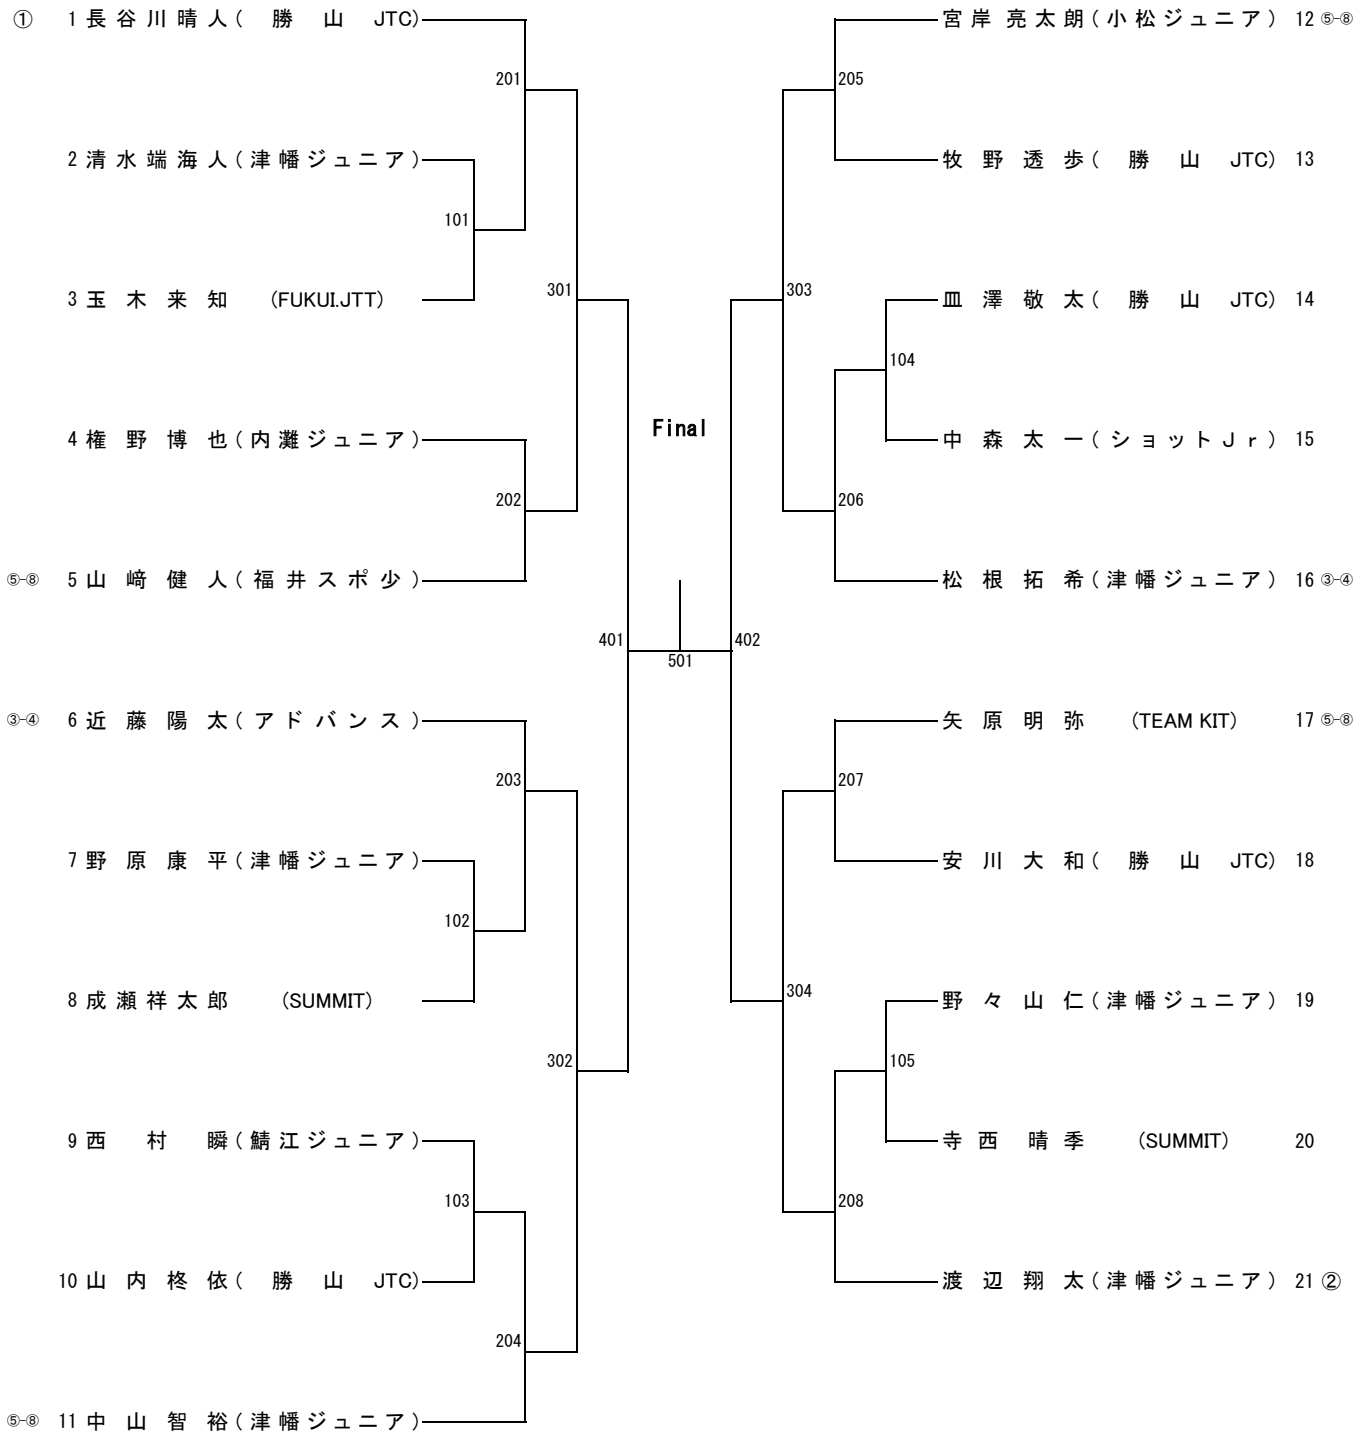 ① 1 長谷川晴人 ( 勝 山 JTC)
201
2 清水端海人 (津幡ジュニア)
101
3 玉木来知 (FUKUI.JTT)
301
4 権野博也 (内灘ジュニア)
202
⑤-⑧ 5 山﨑健人 (福井スポ少)
401
③-④ 6 近藤陽太 (アドバンス)
203
7 野原康平 (津幡ジュニア)
102
8 成瀬祥太郎 (SUMMIT)
302
9 西村瞬 (鯖江ジュニア)
103
10 山内柊依 ( 勝 山 JTC)
204
⑤-⑧ 11 中山智裕 (津幡ジュニア)
Final
501
宮岸亮太朗 (小松ジュニア) 12 ⑤-⑧
205
牧野透歩 ( 勝 山 JTC) 13
303
皿澤敬太 ( 勝 山 JTC) 14
104
中森太一 (ショットJr) 15
206
松根拓希 (津幡ジュニア) 16 ③-④
402
矢原明弥 (TEAM KIT) 17 ⑤-⑧
207
安川大和 ( 勝 山 JTC) 18
304
野々山仁 (津幡ジュニア) 19
105
寺西晴季 (SUMMIT) 20
208
渡辺翔太 (津幡ジュニア) 21 ②